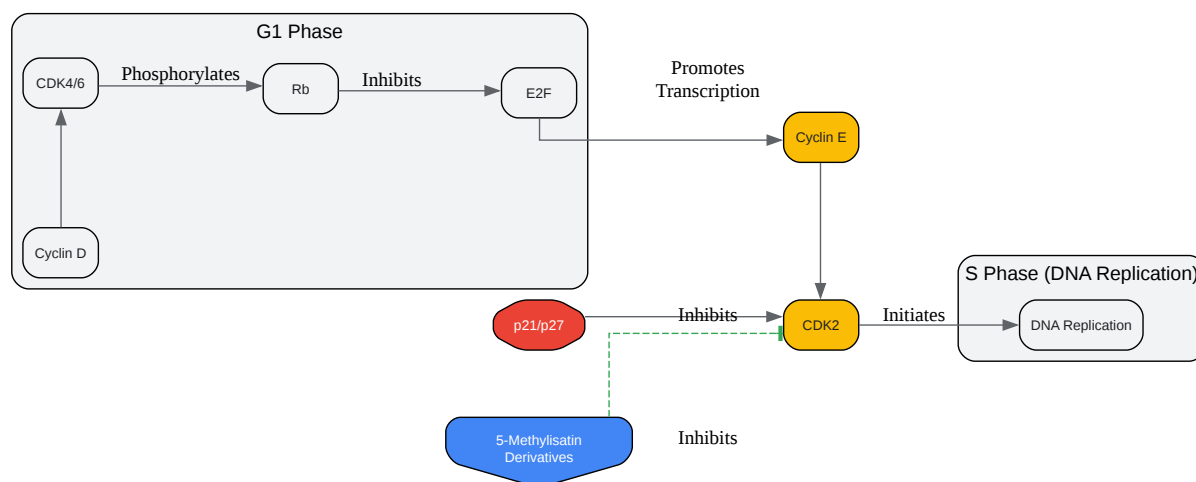 G1 Phase
CDK4/6
Phosphorylates
Rb
Inhibits
E2F
Promotes
Transcription
Cyclin E
Cyclin D
S Phase (DNA Replication)
p21/p27
Inhibits
CDK2
Initiates
DNA Replication
5-Methylisatin
Derivatives
Inhibits